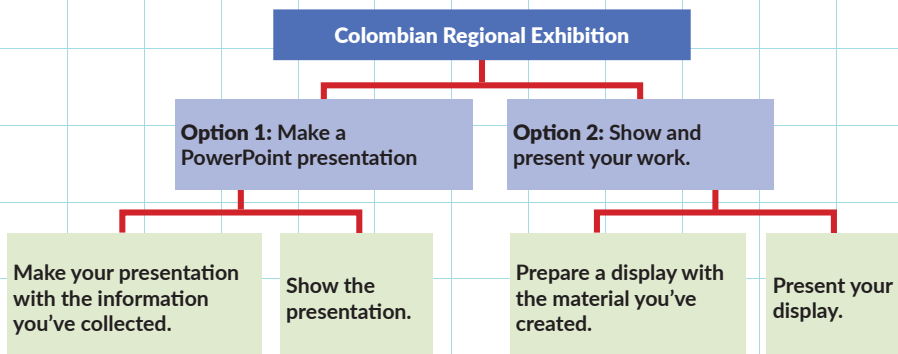 Colombian Regional Exhibition
Option 1: Make a
PowerPoint presentation
Option 2: Show and
present your work.
Make your presentation
with the information
you've collected.
Show the
presentation.
Prepare a display with
the material you've
created.
Present your
display.